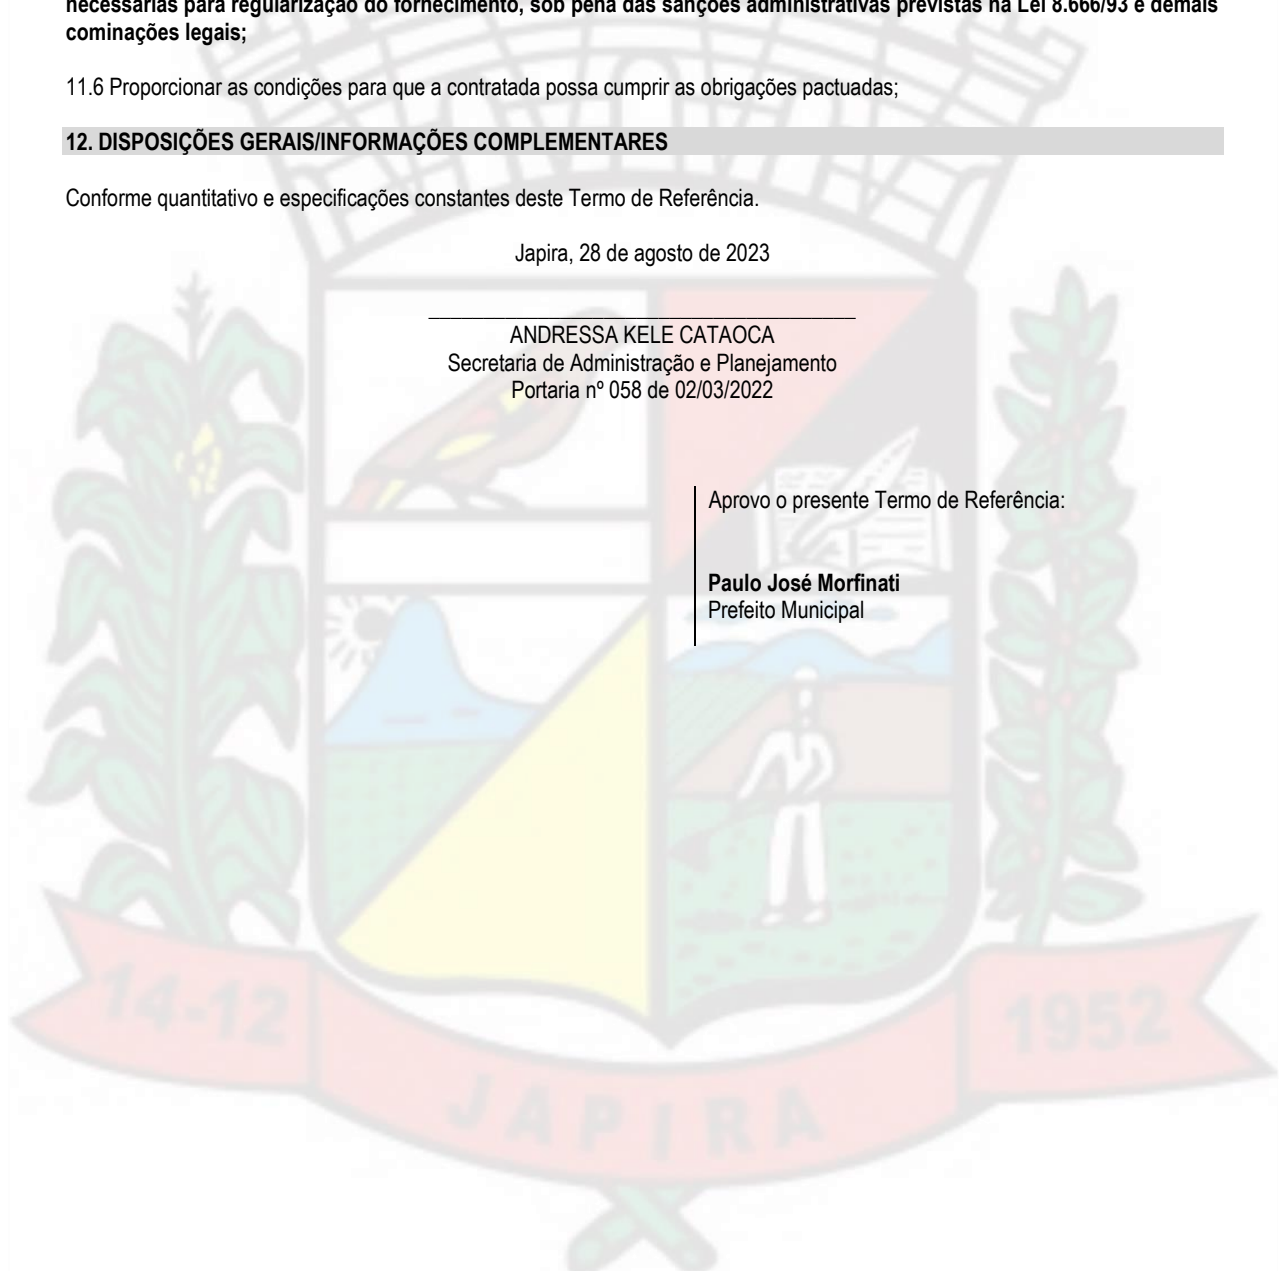 necessárias para regularização do fornecimento, sob pena das sanções administrativas previstas na Lei 8.666/93 e demais
cominações legais;
11.6 Proporcionar as condições para que a contratada possa cumprir as obrigações pactuadas;
12. DISPOSIÇÕES GERAIS/INFORMAÇÕES COMPLEMENTARES
Conforme quantitativo e especificações constantes deste Termo de Referência.
Japira, 28 de agosto de 2023
ANDRESSA KELE CATAOCA
Secretaria de Administração e Planejamento
Portaria nº 058 de 02/03/2022
Aprovo o presente Termo de Referência:
Paulo José Morfinati
Prefeito Municipal
14-12
1952
JAPIRA